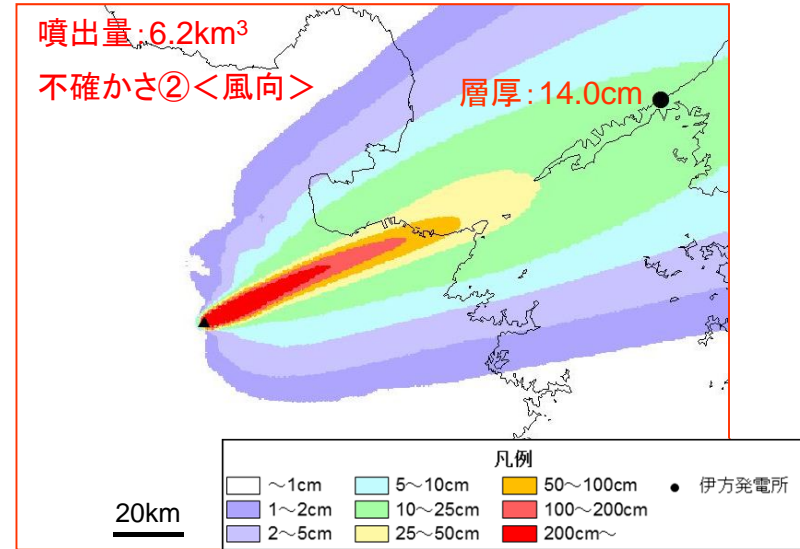 噴出量:6.2km³
不確かさ②<風向>
層厚:14.0cm
20km
凡例
～1cm 5～10cm 50～100cm ● 伊方発電所
1～2cm 10～25cm 100～200cm
2～5cm 25～50cm 200cm～